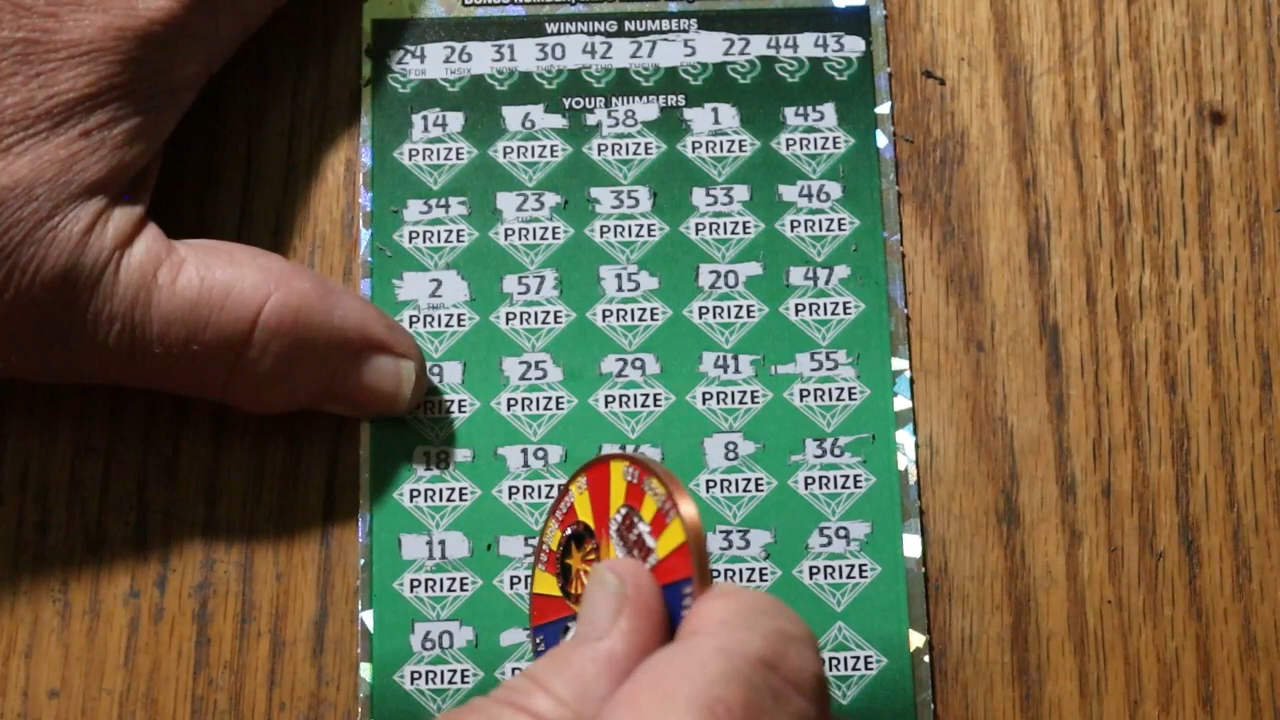 WINNING NUMBERS
24 26 31 30 42 27 5 22 44 43
YOUR NUMBERS
14 6 58 1 45
PRIZE PRIZE PRIZE PRIZE PRIZE
34 23 35 53 46
PRIZE PRIZE PRIZE PRIZE PRIZE
2 57 15 20 47
PRIZE PRIZE PRIZE PRIZE PRIZE
9 25 29 41 55
PRIZE PRIZE PRIZE PRIZE PRIZE
18 19 8 36
PRIZE PRIZE PRIZE PRIZE
11 33 59
PRIZE PRIZE PRIZE
60
PRIZE PRIZE